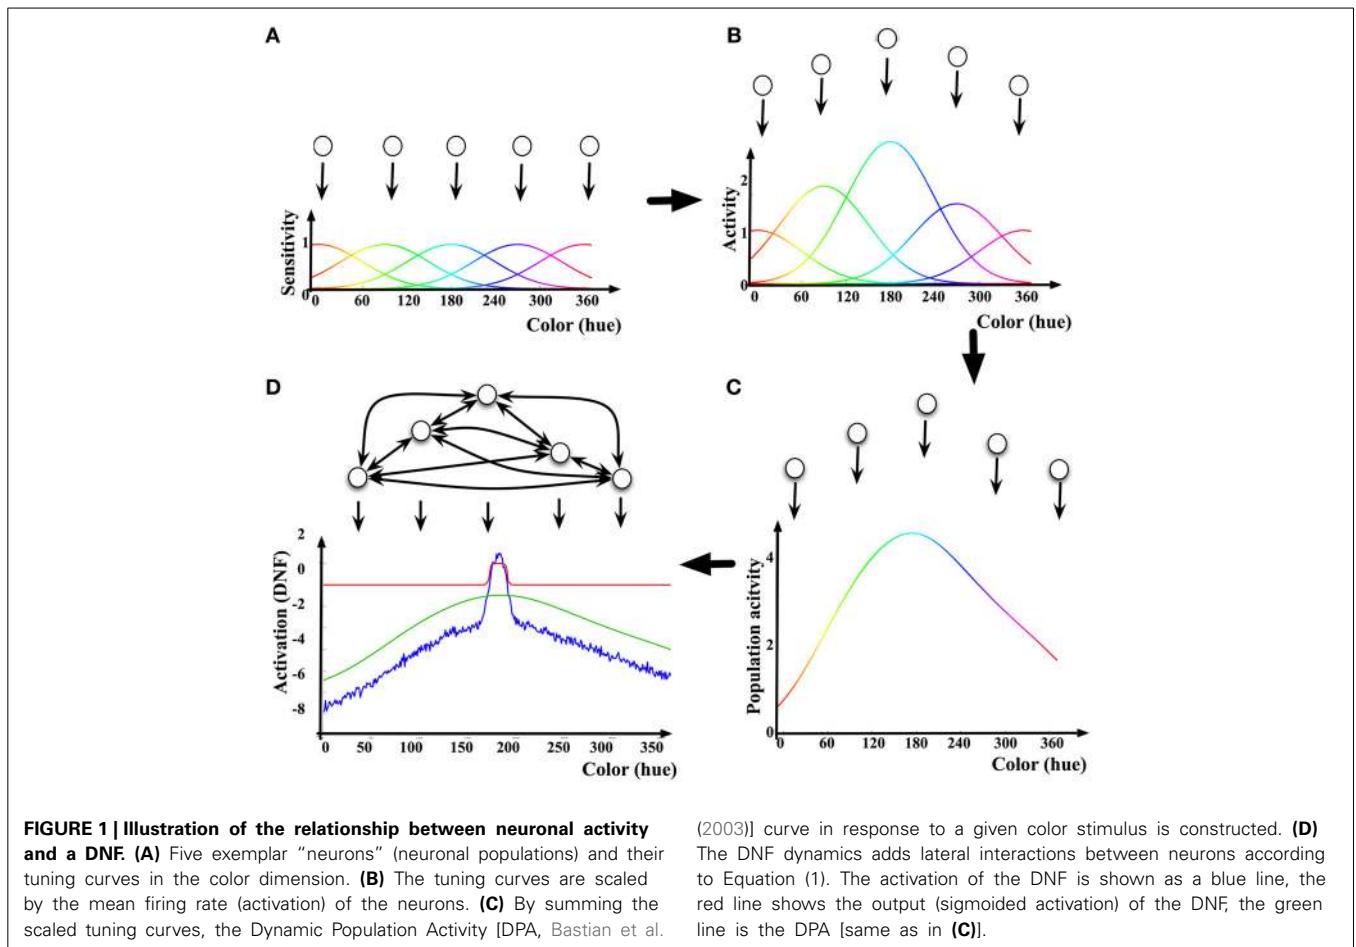 A
Sensitivity
1
0
0 60 120 180 240 300 360
Color (hue)
B
Activity
2
1
0
0 60 120 180 240 300 360
Color (hue)
D
Activation (DNF)
2
0
-2
-4
-6
-8
0 50 100 150 200 250 300 350
Color (hue)
C
Population acitvity
4
2
0
0 60 120 180 240 300 360
Color (hue)
FIGURE 1 | Illustration of the relationship between neuronal activity
and a DNF. (A) Five exemplar “neurons” (neuronal populations) and their
tuning curves in the color dimension. (B) The tuning curves are scaled
by the mean firing rate (activation) of the neurons. (C) By summing the
scaled tuning curves, the Dynamic Population Activity [DPA, Bastian et al.
(2003)] curve in response to a given color stimulus is constructed. (D)
The DNF dynamics adds lateral interactions between neurons according
to Equation (1). The activation of the DNF is shown as a blue line, the
red line shows the output (sigmoided activation) of the DNF, the green
line is the DPA [same as in (C)].